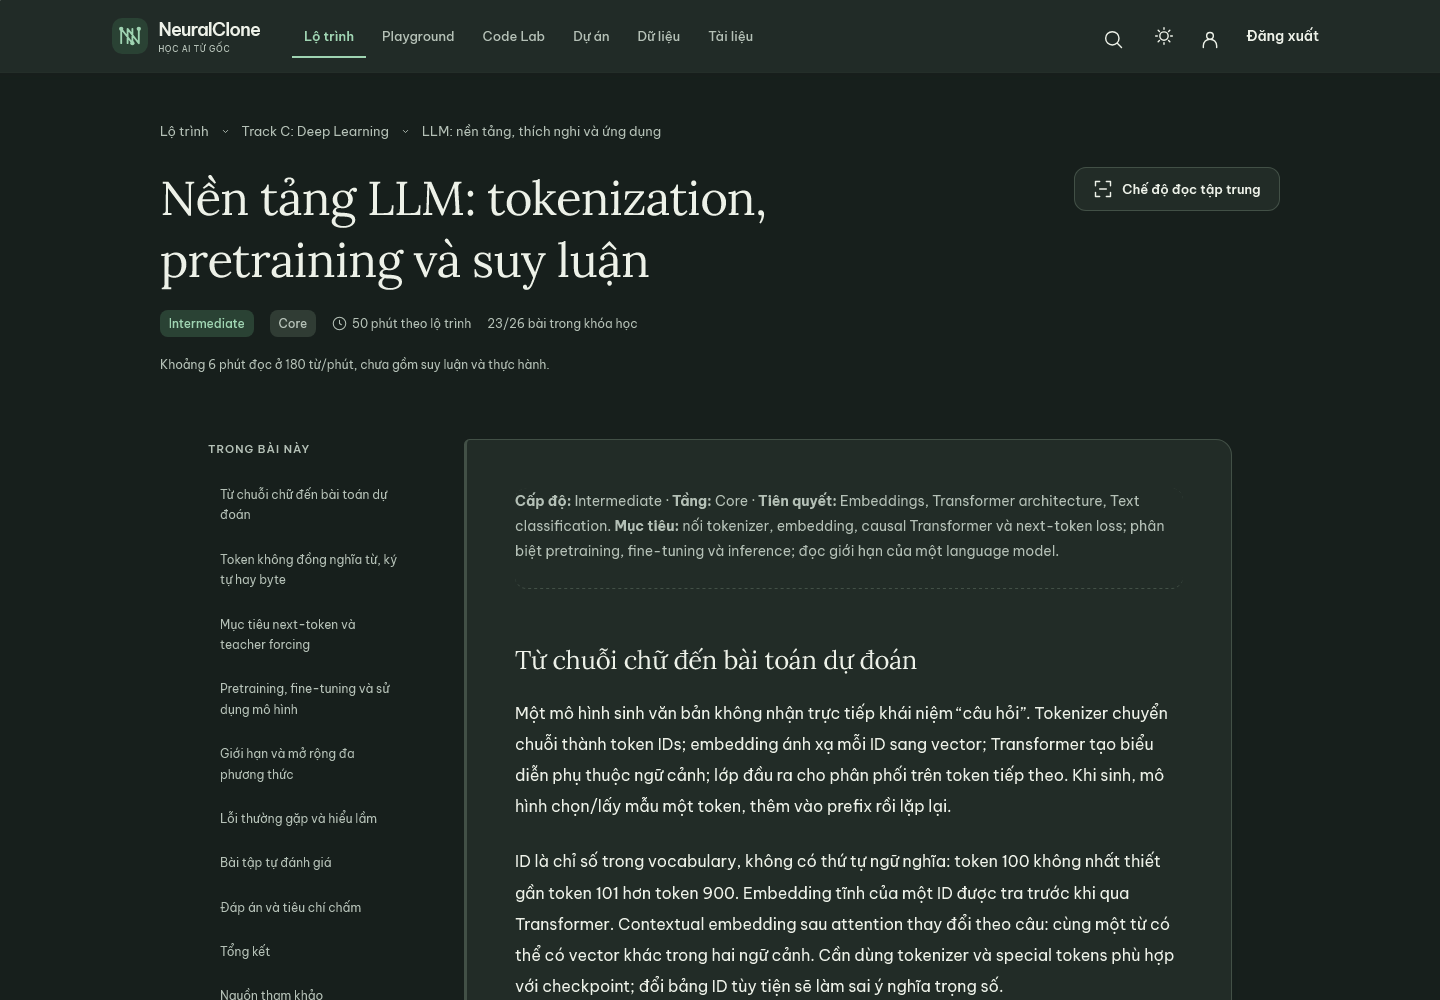 NeuralClone
HỌC AI TỪ GỐC
Lộ trình
Playground
Code Lab
Dự án
Dữ liệu
Tài liệu
Đăng xuất
Lộ trình
Track C: Deep Learning
LLM: nền tảng, thích nghi và ứng dụng
Nền tảng LLM: tokenization,
pretraining và suy luận
Chế độ đọc tập trung
Intermediate
Core
50 phút theo lộ trình
23/26 bài trong khóa học
Khoảng 6 phút đọc ở 180 từ/phút, chưa gồm suy luận và thực hành.
TRONG BÀI NÀY
Từ chuỗi chữ đến bài toán dự
đoán
Token không đồng nghĩa từ, ký
tự hay byte
Mục tiêu next-token và
teacher forcing
Pretraining, fine-tuning và sử
dụng mô hình
Giới hạn và mở rộng đa
phương thức
Lỗi thường gặp và hiểu lầm
Bài tập tự đánh giá
Đáp án và tiêu chí chấm
Tổng kết
Nguồn tham khảo
Cấp độ: Intermediate · Tầng: Core · Tiên quyết: Embeddings, Transformer architecture, Text
classification. Mục tiêu: nối tokenizer, embedding, causal Transformer và next-token loss; phân
biệt pretraining, fine-tuning và inference; đọc giới hạn của một language model.
Từ chuỗi chữ đến bài toán dự đoán
Một mô hình sinh văn bản không nhận trực tiếp khái niệm “câu hỏi”. Tokenizer chuyển
chuỗi thành token IDs; embedding ánh xạ mỗi ID sang vector; Transformer tạo biểu
diễn phụ thuộc ngữ cảnh; lớp đầu ra cho phân phối trên token tiếp theo. Khi sinh, mô
hình chọn/lấy mẫu một token, thêm vào prefix rồi lặp lại.
ID là chỉ số trong vocabulary, không có thứ tự ngữ nghĩa: token 100 không nhất thiết
gần token 101 hơn token 900. Embedding tĩnh của một ID được tra trước khi qua
Transformer. Contextual embedding sau attention thay đổi theo câu: cùng một từ có
thể có vector khác trong hai ngữ cảnh. Cần dùng tokenizer và special tokens phù hợp
với checkpoint; đổi bảng ID tùy tiện sẽ làm sai ý nghĩa trọng số.